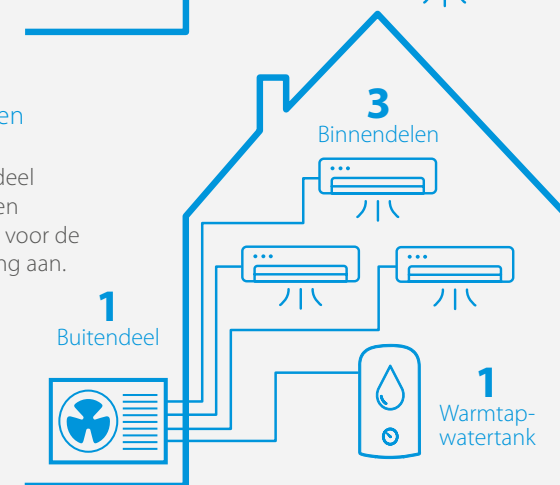 en
deel
en
voor de
ng aan.
3
Binnendelen
1
Buitendeel
1
Warmtap-
watertank